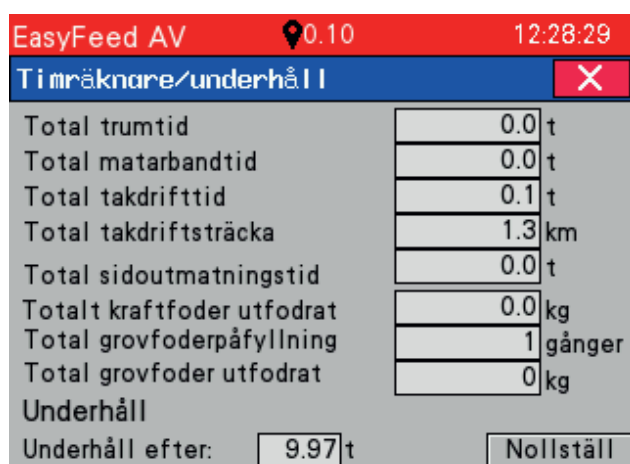 EasyFeed AV 0.10 12:28:29
Timräknare/underhåll X
Total trumtid 0.0 t
Total matarbandtid 0.0 t
Total takdrifttid 0.1 t
Total takdriftsträcka 1.3 km
Total sidoutmatningstid 0.0 t
Totalt kraftfoder utfodrat 0.0 kg
Total grovfoderpåfyllning 1 gånger
Total grovfoder utfodrat 0 kg
Underhåll
Underhåll efter: 9.97 t Nollställ